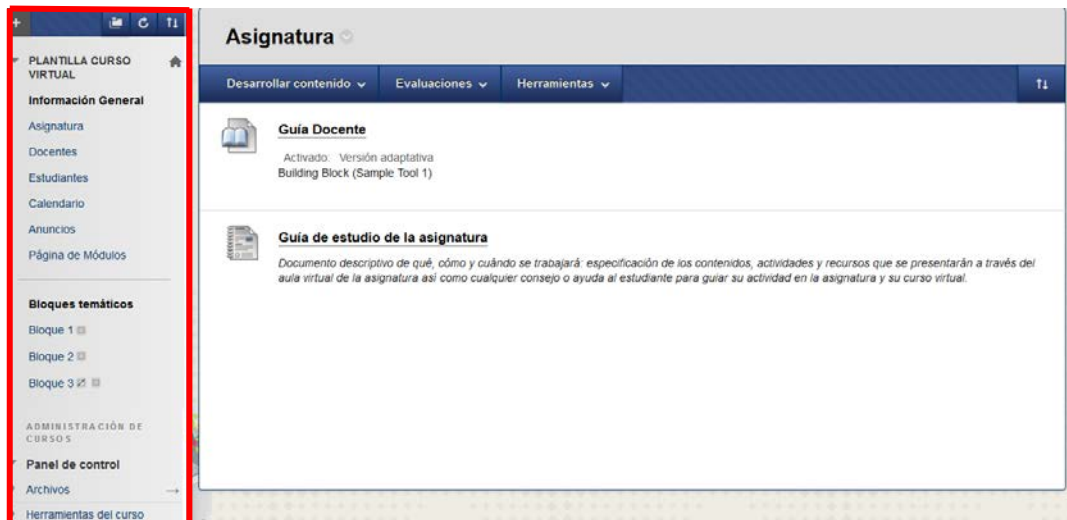 PLANTILLA CURSO
VIRTUAL
Información General
Asignatura
Docentes
Estudiantes
Calendario
Anuncios
Página de Módulos
Bloques temáticos
Bloque 1
Bloque 2
Bloque 3
ADMINISTRACIÓN DE
CURSOS
Panel de control
Archivos
Herramientas del curso
Asignatura
Desarrollar contenido Evaluaciones Herramientas
Guía Docente
Activado: Versión adaptativa
Building Block (Sample Tool 1)
Guía de estudio de la asignatura
Documento descriptivo de qué, cómo y cuándo se trabajará: especificación de los contenidos, actividades y recursos que se presentarán a través del
aula virtual de la asignatura así como cualquier consejo o ayuda al estudiante para guiar su actividad en la asignatura y su curso virtual.